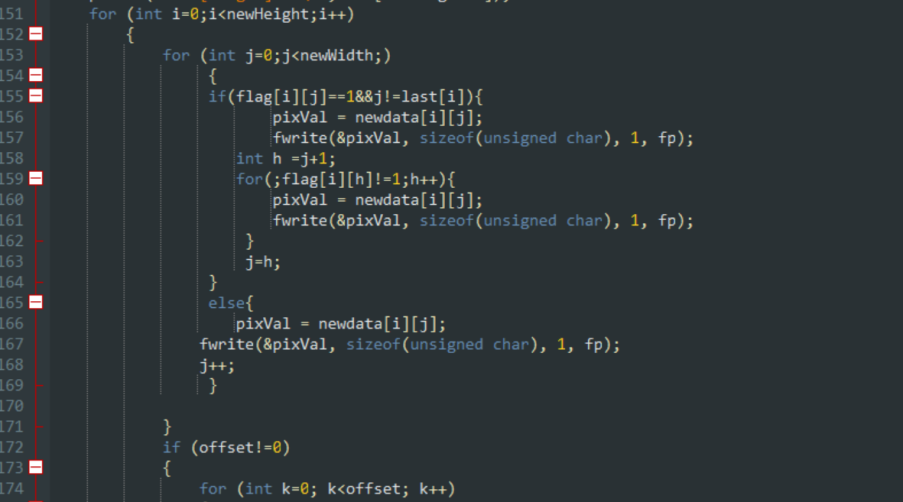 151 for (int i=0;i<newHeight;i++)
152 {
153 for (int j=0;j<newWidth;)
154 {
155 if(flag[i][j]==1&&j!=last[i]){
156 pixVal = newdata[i][j];
157 fwrite(&pixVal, sizeof(unsigned char), 1, fp);
158 int h =j+1;
159 for(;flag[i][h]!=1;h++){
160 pixVal = newdata[i][j];
161 fwrite(&pixVal, sizeof(unsigned char), 1, fp);
162 }
163 j=h;
164 }
165 else{
166 pixVal = newdata[i][j];
167 fwrite(&pixVal, sizeof(unsigned char), 1, fp);
168 j++;
169 }
170
171 }
172 if (offset!=0)
173 {
174 for (int k=0; k<offset; k++)